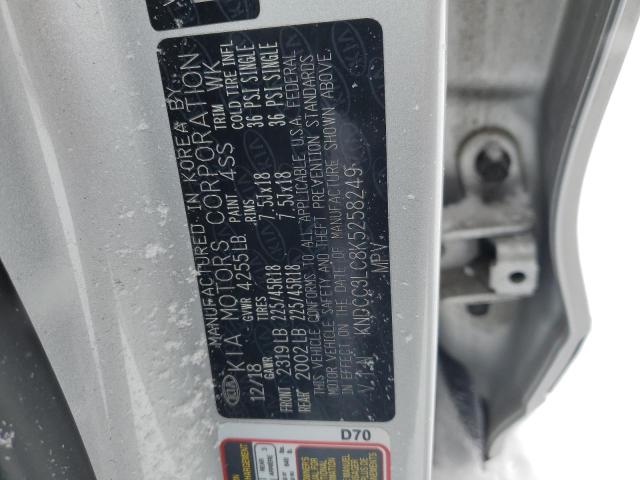 MANUFACTURED IN KOREA BY
KIA KIA MOTORS CORPORATION
12/18 GVWR 4255LB PAINT 4SS TRIM WK
GAWR TIRES RIMS COLD TIRE INFL
FRONT 2319LB 225/45R18 7.5Jx18 36 PSI SINGLE
REAR 2002LB 225/45R18 7.5Jx18 36 PSI SINGLE
THIS VEHICLE CONFORMS TO ALL APPLICABLE U.S.A. FEDERAL
MOTOR VEHICLE SAFETY AND THEFT PREVENTION STANDARDS
IN EFFECT ON THE DATE OF MANUFACTURE SHOWN ABOVE.
KNDCC3LC8K5258249
MPV
D70